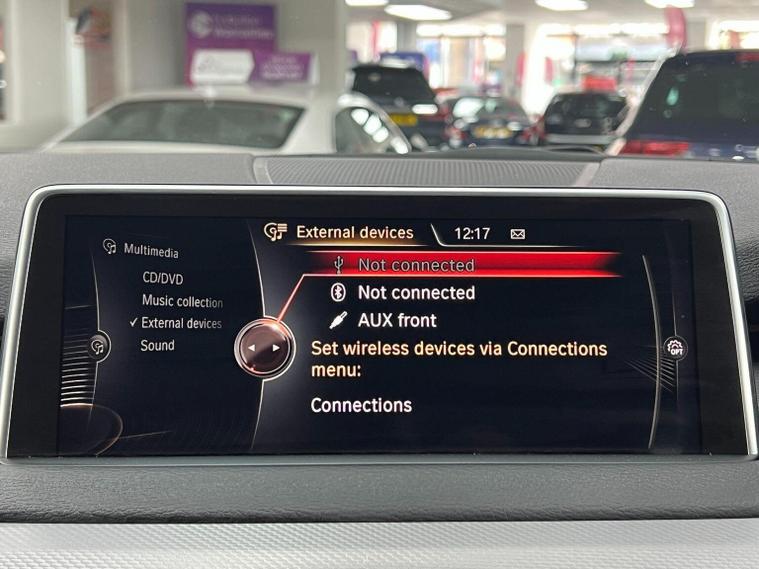 External devices
12:17
Multimedia
CD/DVD
Music collection
External devices
Sound
Not connected
Not connected
AUX front
Set wireless devices via Connections
menu:
Connections
OPT